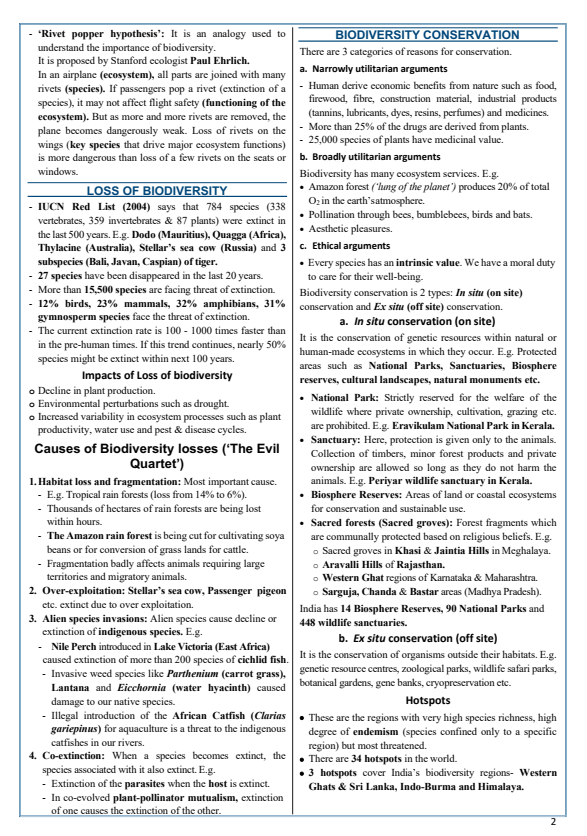 - 'Rivet popper hypothesis': It is an analogy used to
understand the importance of biodiversity.
It is proposed by Stanford ecologist Paul Ehrlich.
In an airplane (ecosystem), all parts are joined with many
rivets (species). If passengers pop a rivet (extinction of a
species), it may not affect flight safety (functioning of the
ecosystem). But as more and more rivets are removed, the
plane becomes dangerously weak. Loss of rivets on the
wings (key species that drive major ecosystem functions)
is more dangerous than loss of a few rivets on the seats or
windows.
LOSS OF BIODIVERSITY
- IUCN Red List (2004) says that 784 species (338
vertebrates, 359 invertebrates & 87 plants) were extinct in
the last 500 years. E.g. Dodo (Mauritius), Quagga (Africa),
Thylacine (Australia), Stellar's sea cow (Russia) and 3
subspecies (Bali, Javan, Caspian) of tiger.
- 27 species have been disappeared in the last 20 years.
- More than 15,500 species are facing threat of extinction.
- 12% birds, 23% mammals, 32% amphibians, 31%
gymnosperm species face the threat of extinction.
- The current extinction rate is 100 - 1000 times faster than
in the pre-human times. If this trend continues, nearly 50%
species might be extinct within next 100 years.
Impacts of Loss of biodiversity
o Decline in plant production.
o Environmental perturbations such as drought.
o Increased variability in ecosystem processes such as plant
productivity, water use and pest & disease cycles.
Causes of Biodiversity losses ('The Evil
Quartet')
1. Habitat loss and fragmentation: Most important cause.
- E.g. Tropical rain forests (loss from 14% to 6%).
- Thousands of hectares of rain forests are being lost
within hours.
- The Amazon rain forest is being cut for cultivating soya
beans or for conversion of grass lands for cattle.
- Fragmentation badly affects animals requiring large
territories and migratory animals.
2. Over-exploitation: Stellar's sea cow, Passenger pigeon
etc. extinct due to over exploitation.
3. Alien species invasions: Alien species cause decline or
extinction of indigenous species. E.g.
- Nile Perch introduced in Lake Victoria (East Africa)
caused extinction of more than 200 species of cichlid fish.
- Invasive weed species like Parthenium (carrot grass),
Lantana and Eicchornia (water hyacinth) caused
damage to our native species.
- Illegal introduction of the African Catfish (Clarias
gariepinus) for aquaculture is a threat to the indigenous
catfishes in our rivers.
4. Co-extinction: When a species becomes extinct, the
species associated with it also extinct. E.g.
- Extinction of the parasites when the host is extinct.
- In co-evolved plant-pollinator mutualism, extinction
of one causes the extinction of the other.
BIODIVERSITY CONSERVATION
There are 3 categories of reasons for conservation.
a. Narrowly utilitarian arguments
- Human derive economic benefits from nature such as food,
firewood, fibre, construction material, industrial products
(tannins, lubricants, dyes, resins, perfumes) and medicines.
- More than 25% of the drugs are derived from plants.
- 25,000 species of plants have medicinal value.
b. Broadly utilitarian arguments
Biodiversity has many ecosystem services. E.g.
• Amazon forest ('lung of the planet') produces 20% of total
O2 in the earth'satmosphere.
• Pollination through bees, bumblebees, birds and bats.
• Aesthetic pleasures.
c. Ethical arguments
• Every species has an intrinsic value. We have a moral duty
to care for their well-being.
Biodiversity conservation is 2 types: In situ (on site)
conservation and Ex situ (off site) conservation.
a. In situ conservation (on site)
It is the conservation of genetic resources within natural or
human-made ecosystems in which they occur. E.g. Protected
areas such as National Parks, Sanctuaries, Biosphere
reserves, cultural landscapes, natural monuments etc.
• National Park: Strictly reserved for the welfare of the
wildlife where private ownership, cultivation, grazing etc.
are prohibited. E.g. Eravikulam National Park in Kerala.
• Sanctuary: Here, protection is given only to the animals.
Collection of timbers, minor forest products and private
ownership are allowed so long as they do not harm the
animals. E.g. Periyar wildlife sanctuary in Kerala.
• Biosphere Reserves: Areas of land or coastal ecosystems
for conservation and sustainable use.
• Sacred forests (Sacred groves): Forest fragments which
are communally protected based on religious beliefs. E.g.
o Sacred groves in Khasi & Jaintia Hills in Meghalaya.
o Aravalli Hills of Rajasthan.
o Western Ghat regions of Karnataka & Maharashtra.
o Sarguja, Chanda & Bastar areas (Madhya Pradesh).
India has 14 Biosphere Reserves, 90 National Parks and
448 wildlife sanctuaries.
b. Ex situ conservation (off site)
It is the conservation of organisms outside their habitats. E.g.
genetic resource centres, zoological parks, wildlife safari parks,
botanical gardens, gene banks, cryopreservation etc.
Hotspots
• These are the regions with very high species richness, high
degree of endemism (species confined only to a specific
region) but most threatened.
• There are 34 hotspots in the world.
• 3 hotspots cover India's biodiversity regions- Western
Ghats & Sri Lanka, Indo-Burma and Himalaya.
2